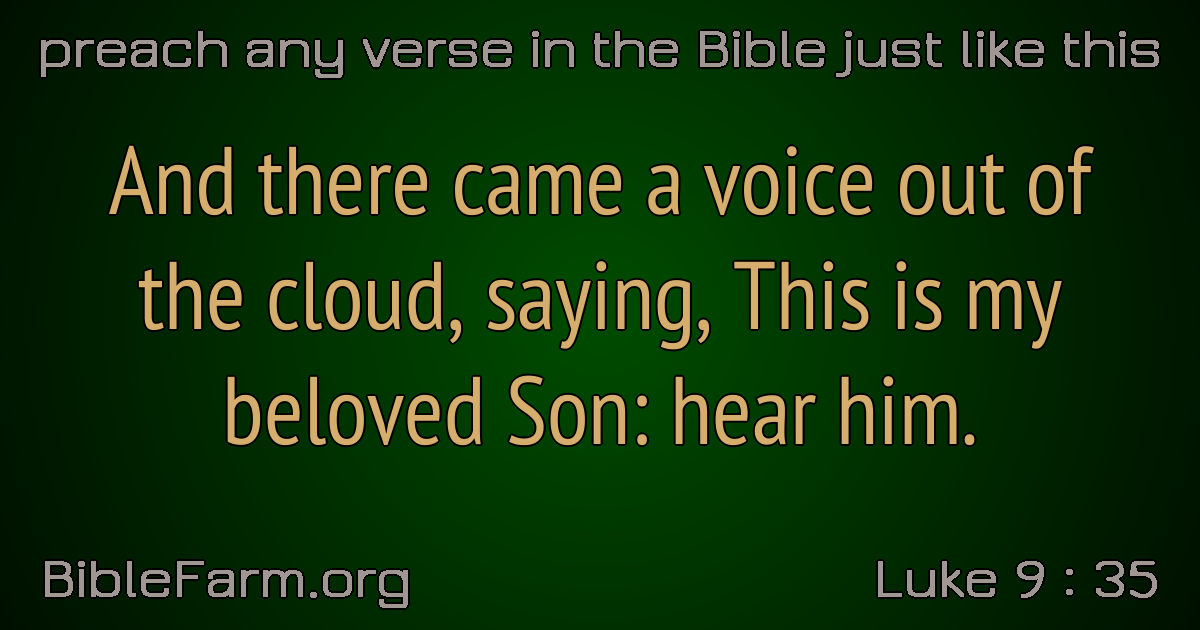 preach any verse in the Bible just like this
And there came a voice out of
the cloud, saying, This is my
beloved Son: hear him.
BibleFarm.org
Luke 9 : 35